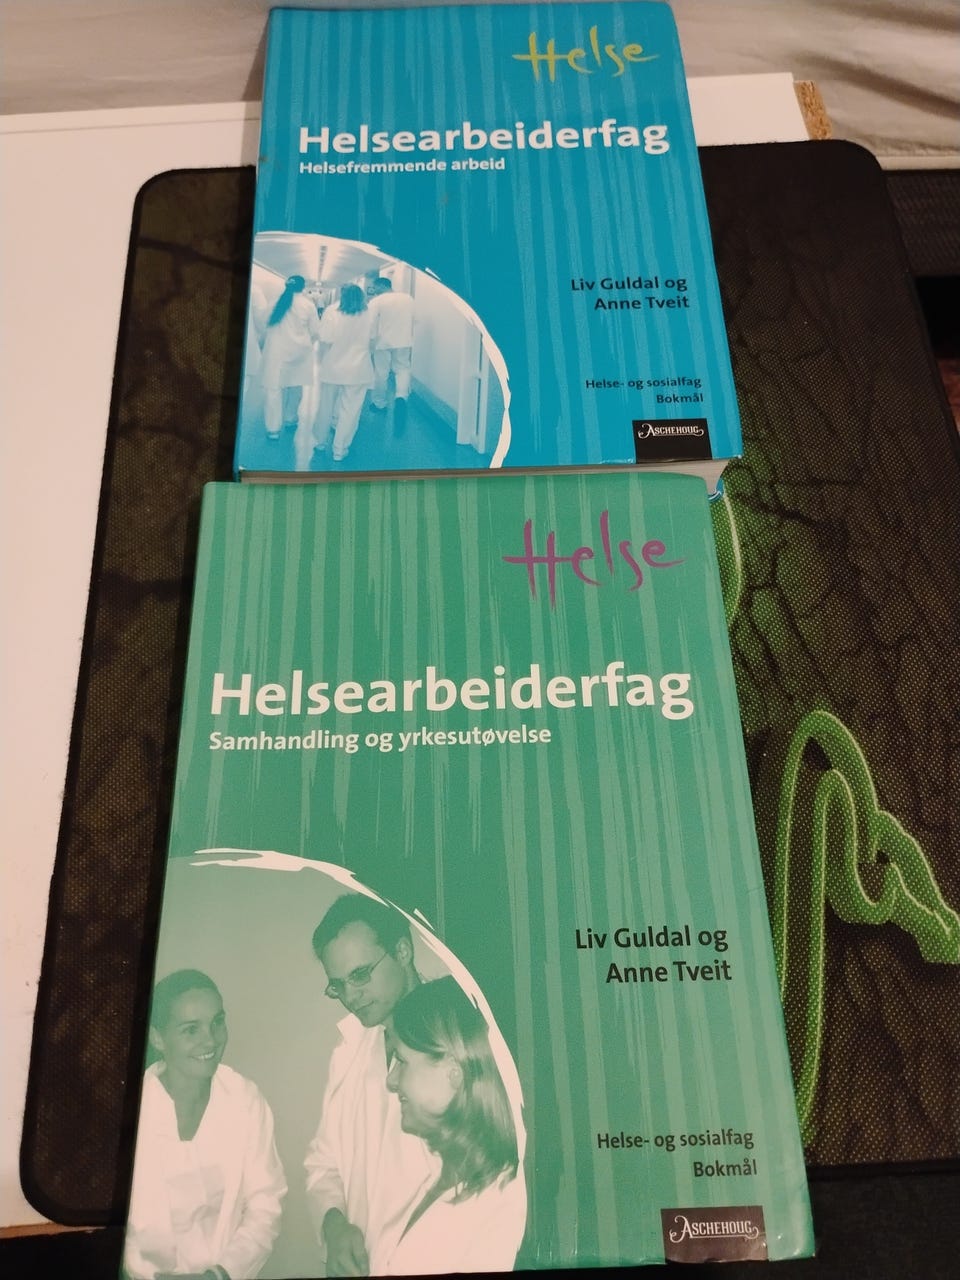 Helse
Helsearbeiderfag
Helsefremmende arbeid
Liv Guldal og
Anne Tveit
Helse- og sosialfag
Bokmål
ASCHEHOUG
Helse
Helsearbeiderfag
Samhandling og yrkesutøvelse
Liv Guldal og
Anne Tveit
Helse- og sosialfag
Bokmål
ASCHEHOUG